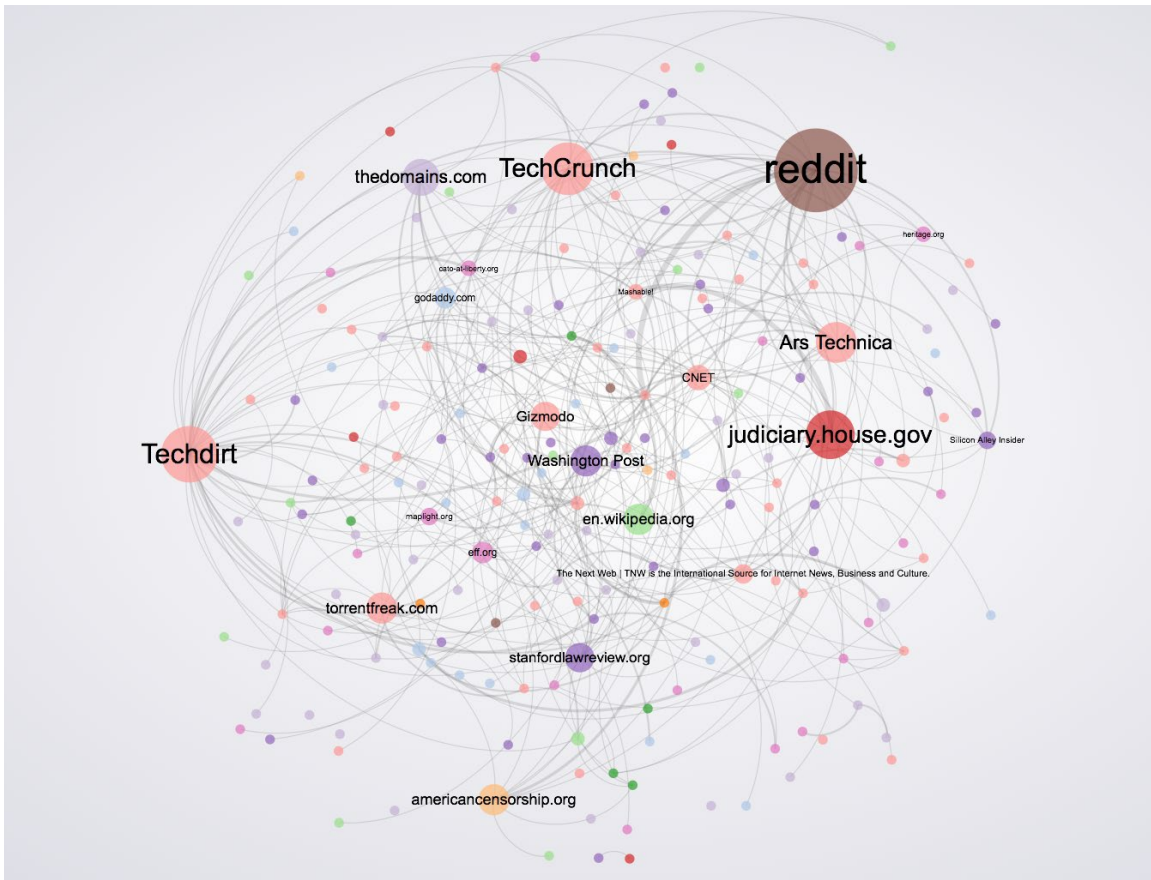 TechCrunch
reddit
thedomains.com
heritage.org
cato-at-liberty.org
Mashable!
godaddy.com
Ars Technica
CNET
Gizmodo
judiciary.house.gov
Silicon Alley Insider
Techdirt
Washington Post
maplight.org
en.wikipedia.org
eff.org
The Next Web | TNW is the International Source for Internet News, Business and Culture.
torrentfreak.com
stanfordlawreview.org
americancensorship.org